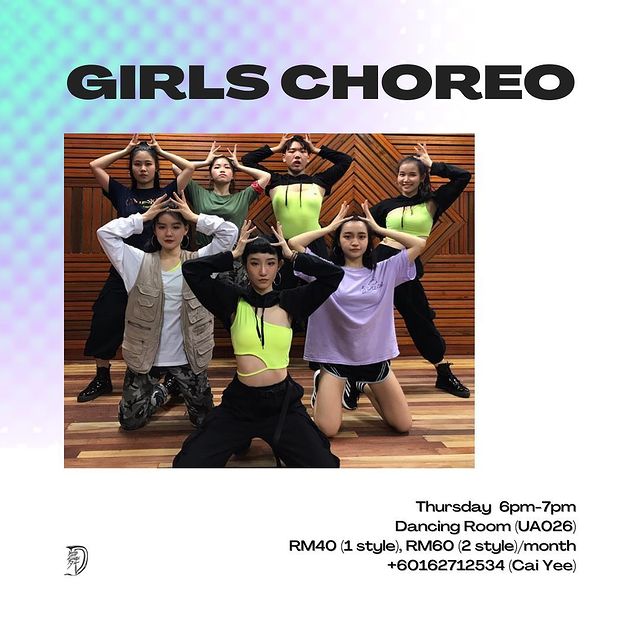 GIRLS CHOREO
Thursday 6pm-7pm
Dancing Room (UA026)
RM40 (1 style), RM60 (2 style)/month
+60162712534 (Cai Yee)